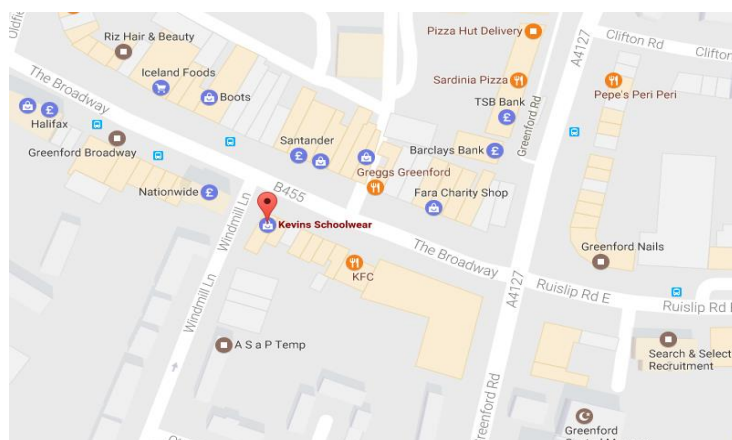 Oldfie
Riz Hair & Beauty
Iceland Foods
Boots
The Broadway
Halifax
Greenford Broadway
Santander
Nationwide
Windmill Ln
B455
Kevins Schoolwear
Windmill Ln
A S a P Temp
KFC
Greggs Greenford
Fara Charity Shop
Barclays Bank
TSB Bank
Sardinia Pizza
Pizza Hut Delivery
A4127
Greenford Rd
Clifton Rd
Clifton
Pepe's Peri Peri
Greenford Nails
The Broadway
A4127
Ruislip Rd E
Ruislip Rd E
Greenford Rd
Search & Select
Recruitment
Greenford